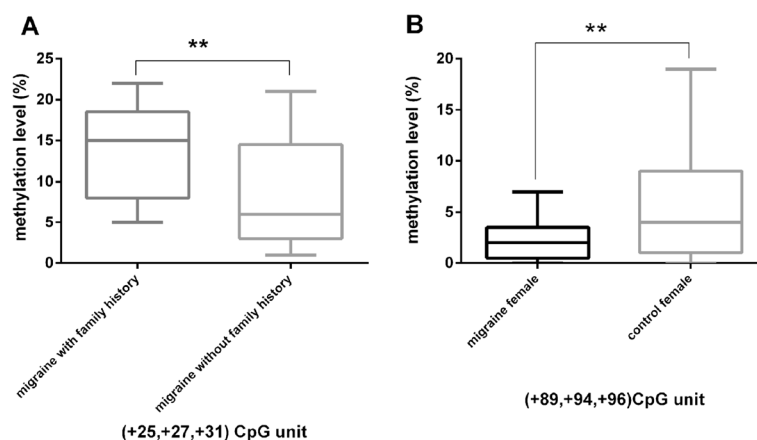 A
**
methylation level (%)
25
20
15
10
5
0
migraine with family history
migraine without family history
(+25,+27,+31) CpG unit
B
**
methylation level (%)
20
15
10
5
0
migraine female
control female
(+89,+94,+96)CpG unit